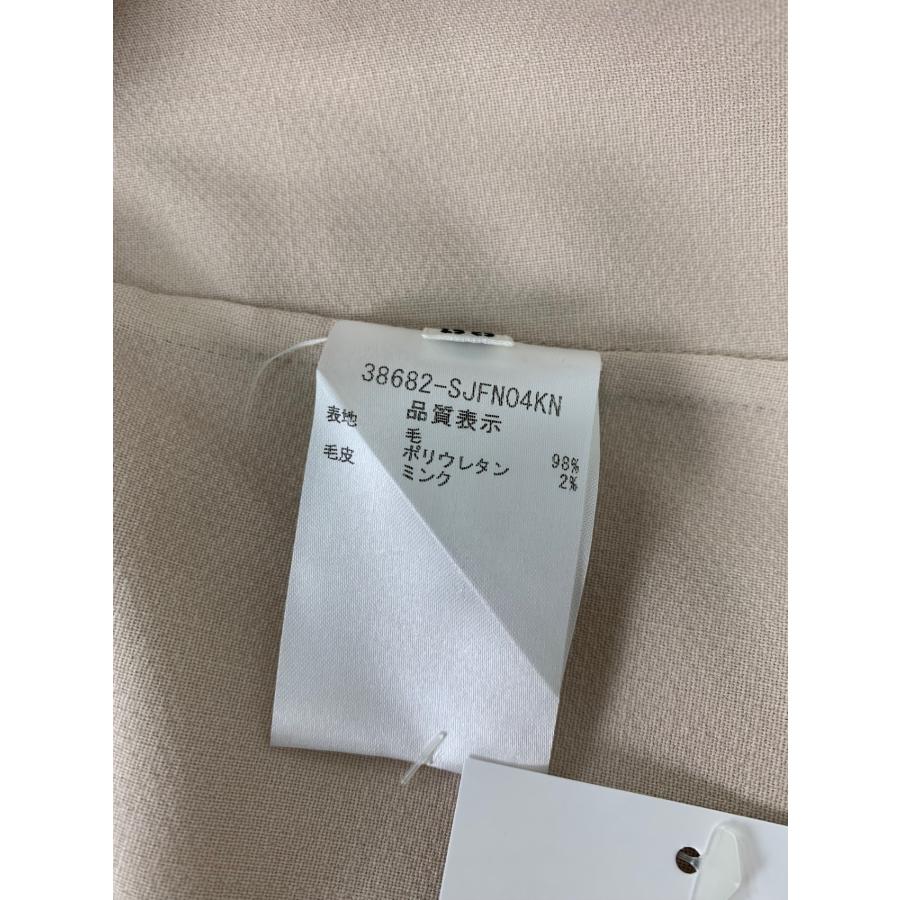 38682-SJFN04KN
品質表示
表地 毛 98%
ポリウレタン 2%
毛皮 ミンク